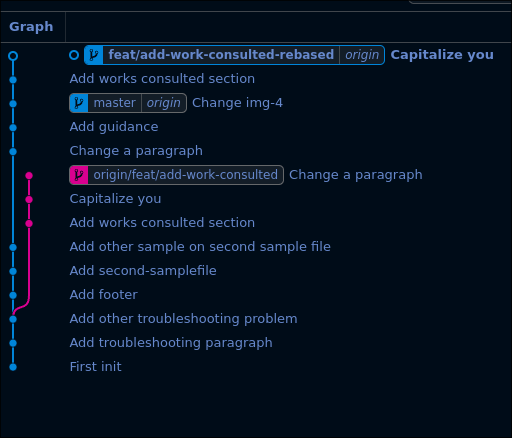 Graph
feat/add-work-consulted-rebased origin Capitalize you
Add works consulted section
master origin Change img-4
Add guidance
Change a paragraph
origin/feat/add-work-consulted Change a paragraph
Capitalize you
Add works consulted section
Add other sample on second sample file
Add second-samplefile
Add footer
Add other troubleshooting problem
Add troubleshooting paragraph
First init